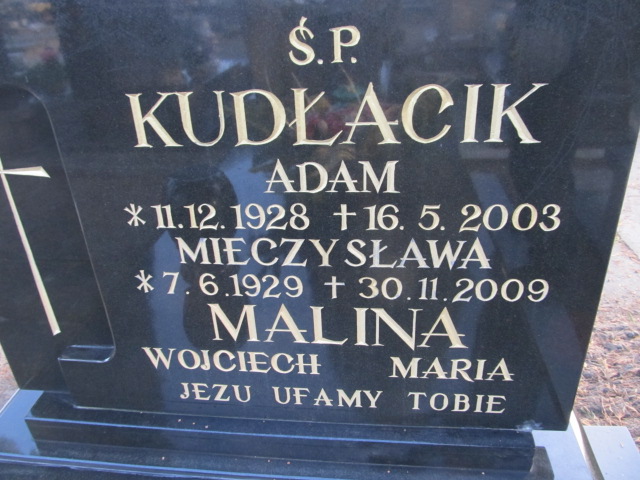 Ś.P.
KUDŁACIK
ADAM
* 11.12.1928 † 16. 5. 2003
MIECZYSŁAWA
* 7. 6.1929 † 30.11.2009
MALINA
WOJCIECH MARIA
JEZU UFAMY TOBIE